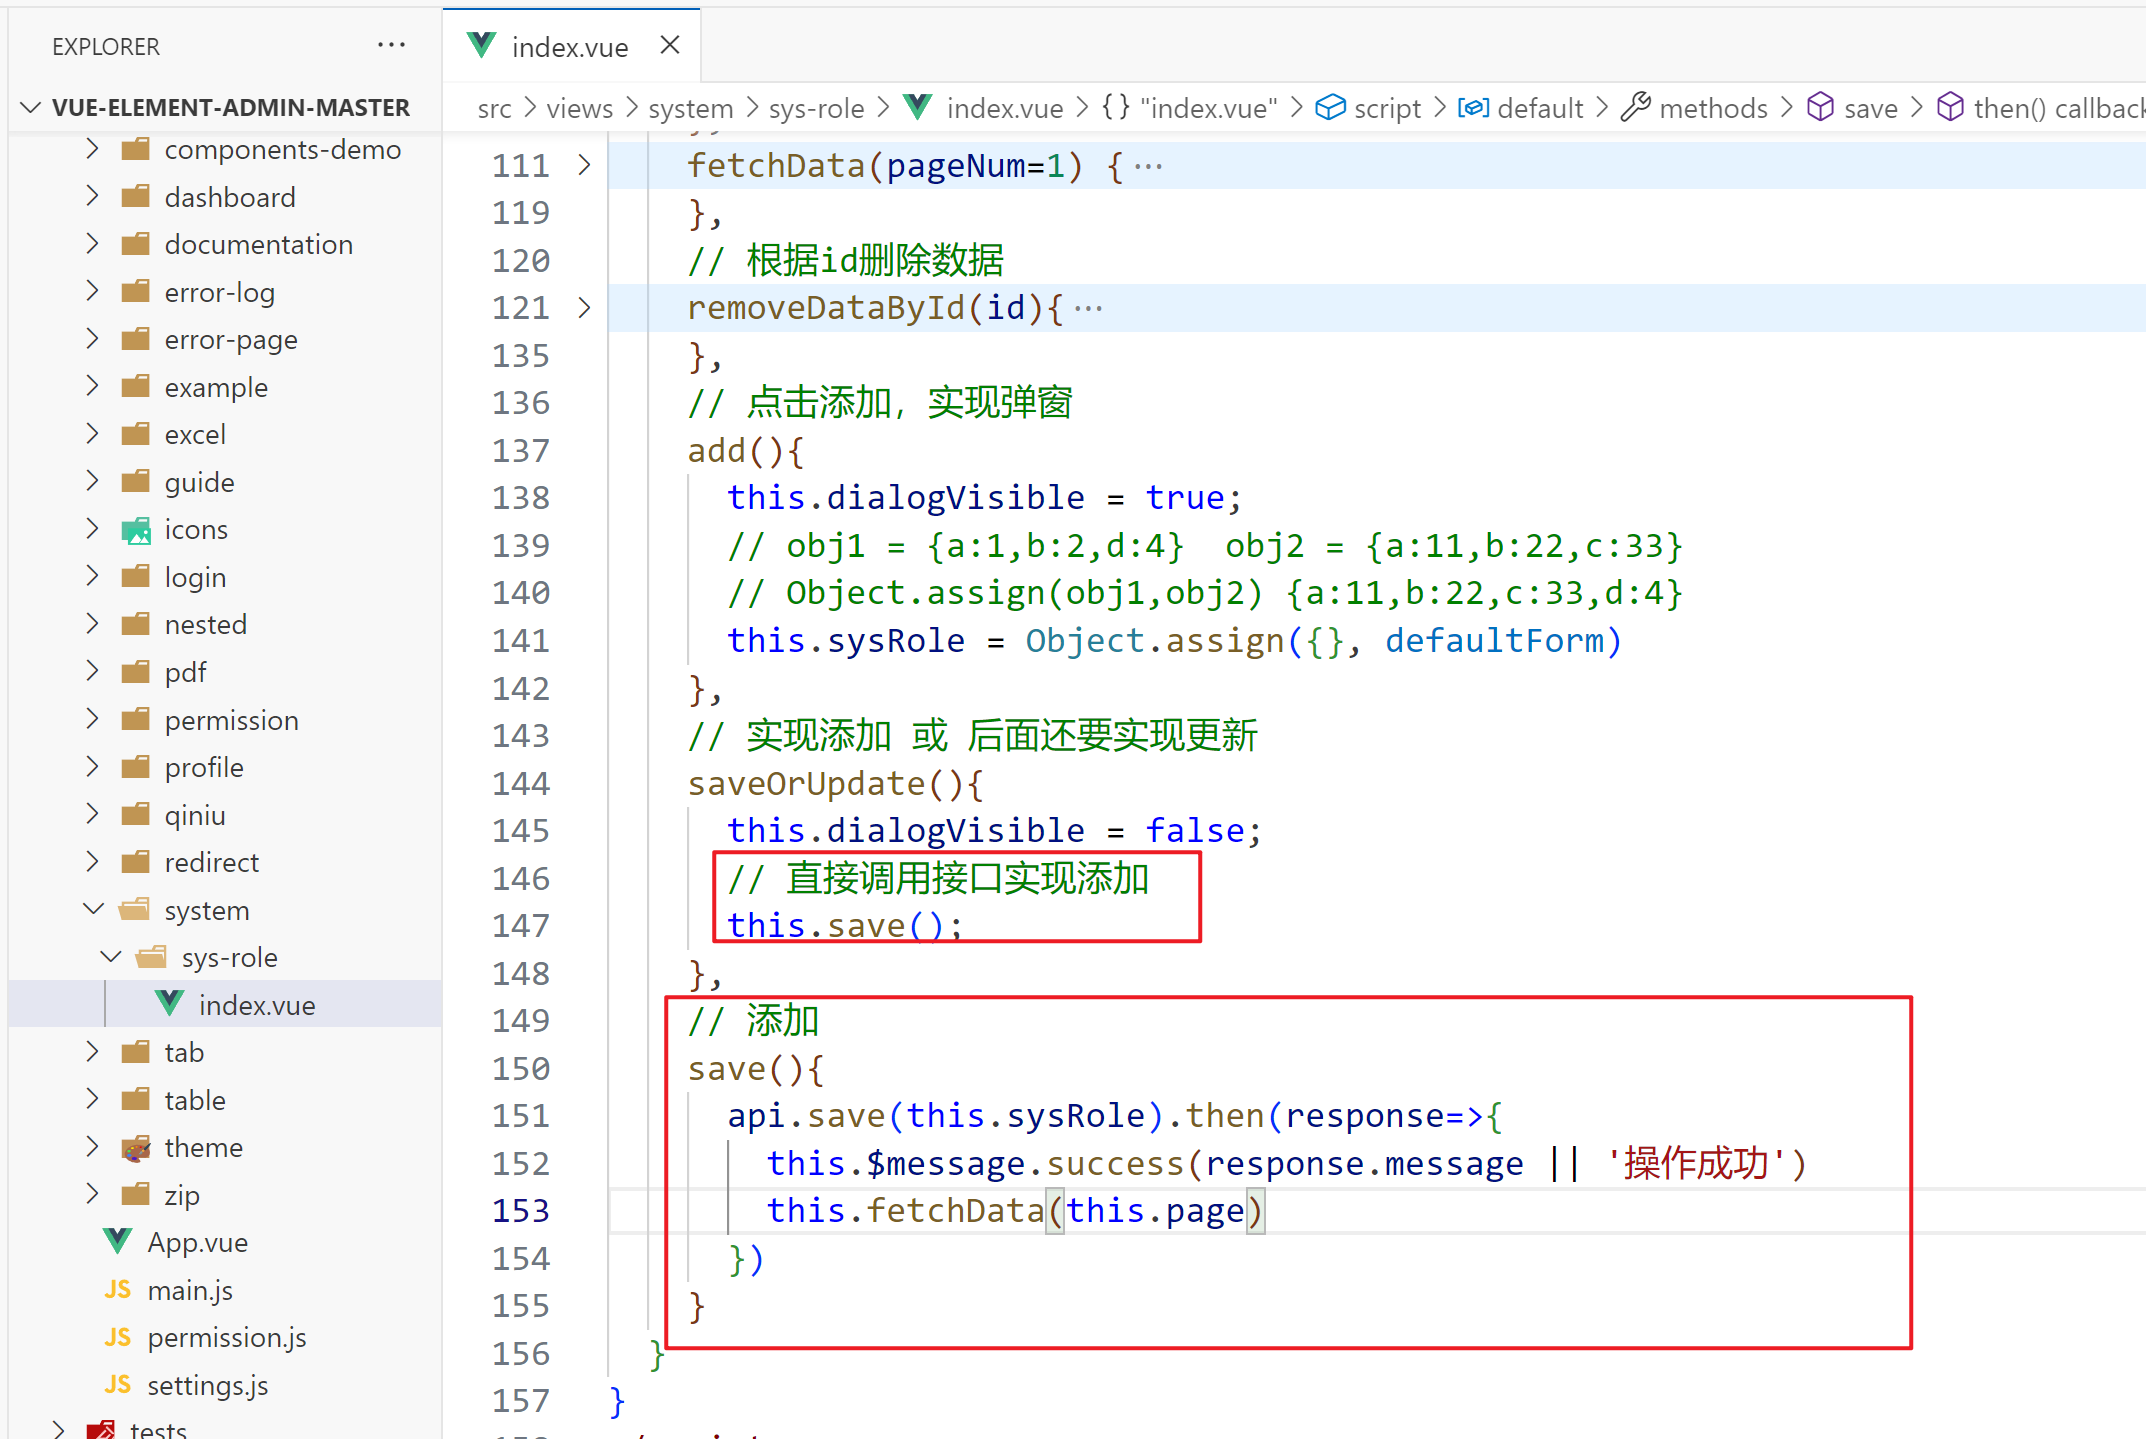 EXPLORER
···
VUE-ELEMENT-ADMIN-MASTER
components-demo
dashboard
documentation
error-log
error-page
example
excel
guide
icons
login
nested
pdf
permission
profile
qiniu
redirect
system
sys-role
index.vue
tab
table
theme
zip
App.vue
JS main.js
JS permission.js
JS settings.js
tests
index.vue ×
src > views > system > sys-role > index.vue > {} "index.vue" > script > default > methods > save > then() callback
111 > fetchData(pageNum=1) {···
119 },
120 // 根据id删除数据
121 > removeDataById(id){···
135 },
136 // 点击添加，实现弹窗
137 add(){
138 this.dialogVisible = true;
139 // obj1 = {a:1,b:2,d:4}  obj2 = {a:11,b:22,c:33}
140 // Object.assign(obj1,obj2) {a:11,b:22,c:33,d:4}
141 this.sysRole = Object.assign({}, defaultForm)
142 },
143 // 实现添加 或 后面还要实现更新
144 saveOrUpdate(){
145 this.dialogVisible = false;
146 // 直接调用接口实现添加
147 this.save();
148 },
149 // 添加
150 save(){
151 api.save(this.sysRole).then(response=>{
152 this.$message.success(response.message || '操作成功')
153 this.fetchData(this.page)
154 })
155 }
156 }
157 }